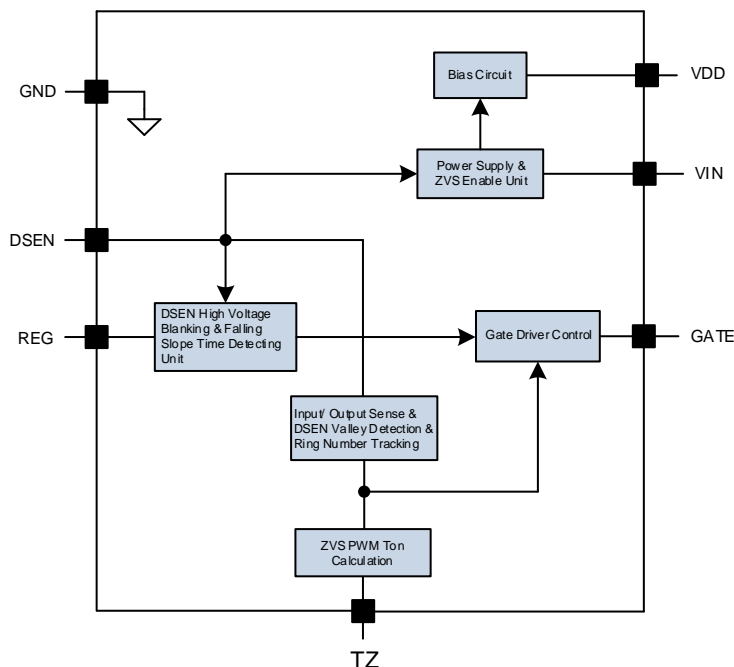 GND
Bias Circuit
VDD
Power Supply &
ZVS Enable Unit
VIN
DSEN
REG
DSEN High Voltage
Blanking & Falling
Slope Time Detecting
Unit
Gate Driver Control
GATE
Input/ Output Sense &
DSEN Valley Detection &
Ring Number Tracking
ZVS PWM Ton
Calculation
TZ